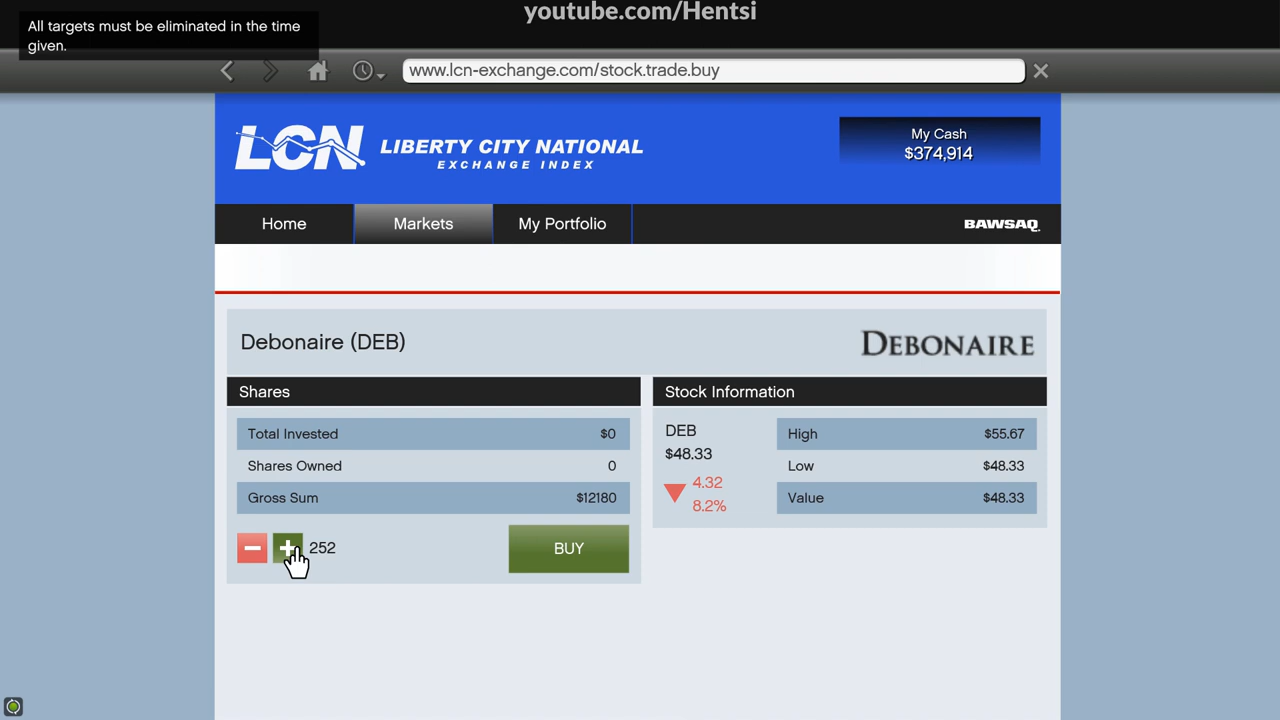 youtube.com/Hentsi
All targets must be eliminated in the time
given.
www.lcn-exchange.com/stock.trade.buy
LCN
LIBERTY CITY NATIONAL
EXCHANGE INDEX
My Cash
$374,914
Home
Markets
My Portfolio
BAWSAQ
Debonaire (DEB)
DEBONAIRE
Shares
Total Invested $0
Shares Owned 0
Gross Sum $12180
252
BUY
Stock Information
DEB
$48.33
4.32
8.2%
High $55.67
Low $48.33
Value $48.33